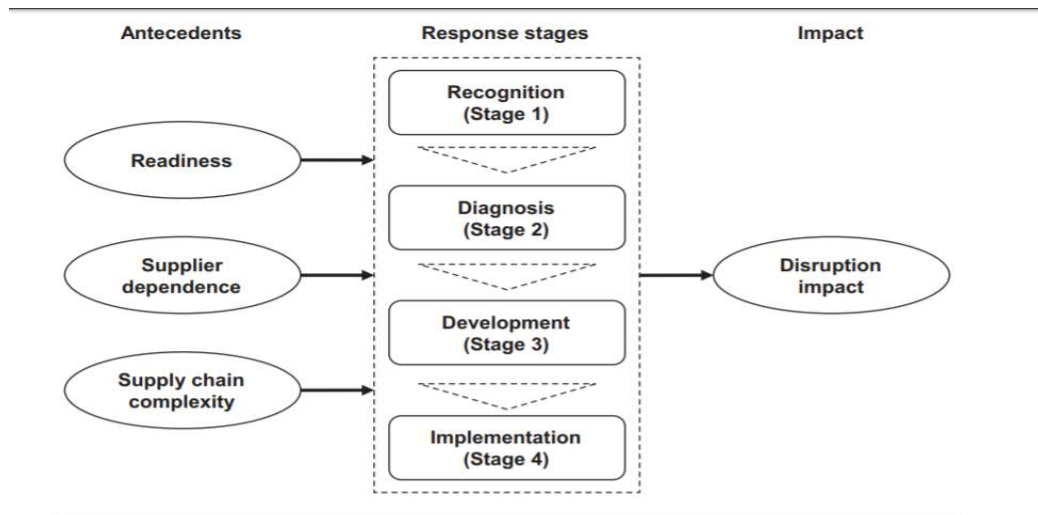 Antecedents
Response stages
Impact
Recognition
(Stage 1)
Readiness
Diagnosis
(Stage 2)
Supplier
dependence
Disruption
impact
Development
(Stage 3)
Supply chain
complexity
Implementation
(Stage 4)